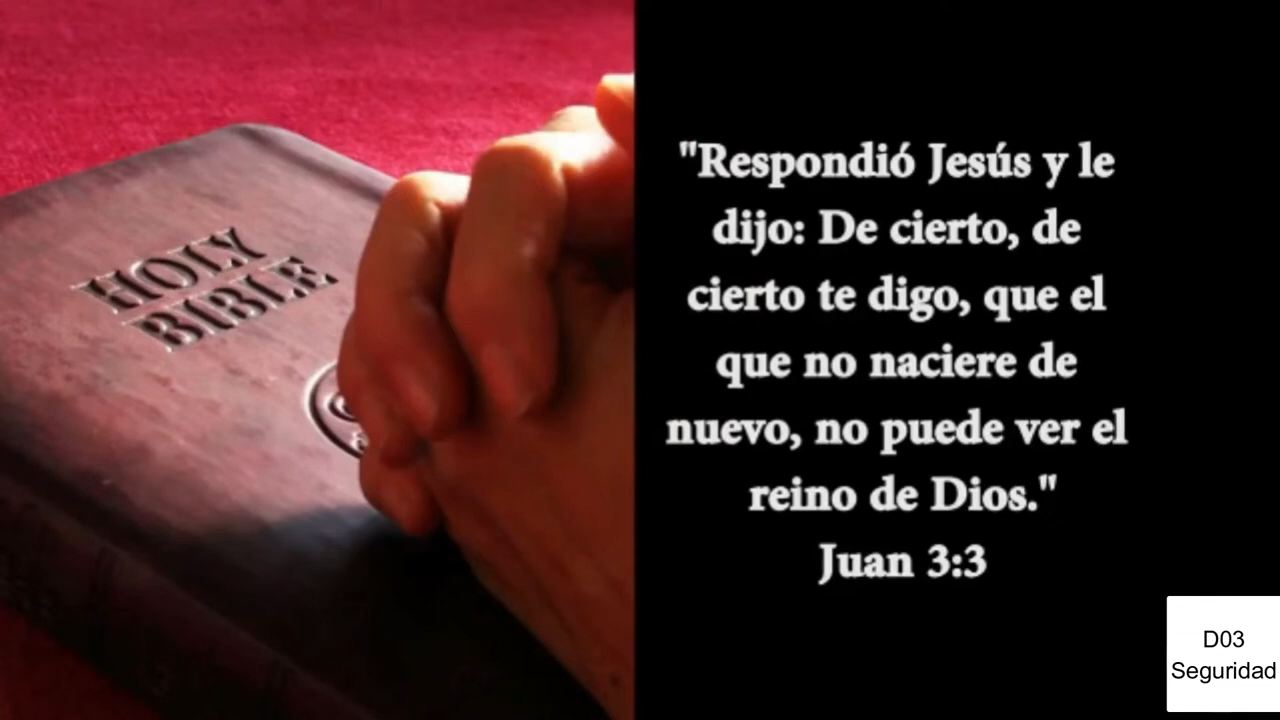 HOLY
BIBLE
"Respondió Jesús y le
dijo: De cierto, de
cierto te digo, que el
que no naciere de
nuevo, no puede ver el
reino de Dios."
Juan 3:3
D03
Seguridad